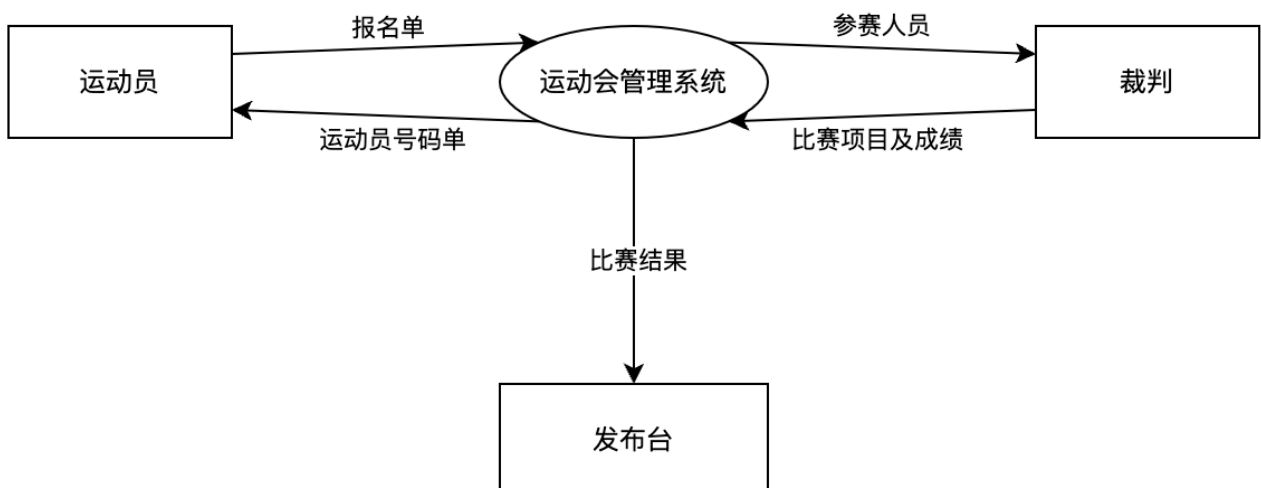 报名单
参赛人员
运动员
运动会管理系统
裁判
运动员号码单
比赛项目及成绩
比赛结果
发布台